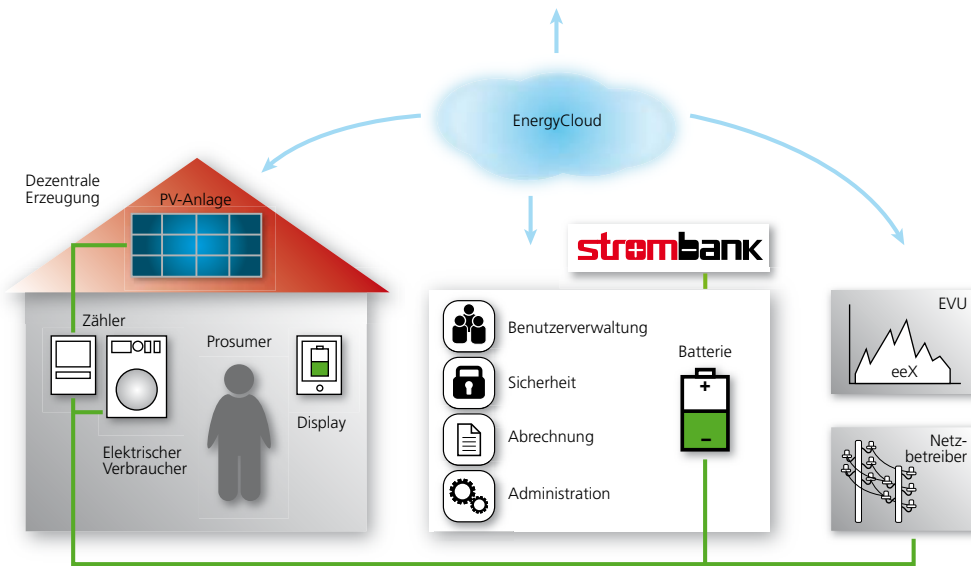 EnergyCloud
Dezentrale
Erzeugung
PV-Anlage
strombank
Zähler
Prosumer
Display
Elektrischer
Verbraucher
Benutzerverwaltung
Sicherheit
Abrechnung
Administration
Batterie
+
–
EVU
eeX
Netz-
betreiber